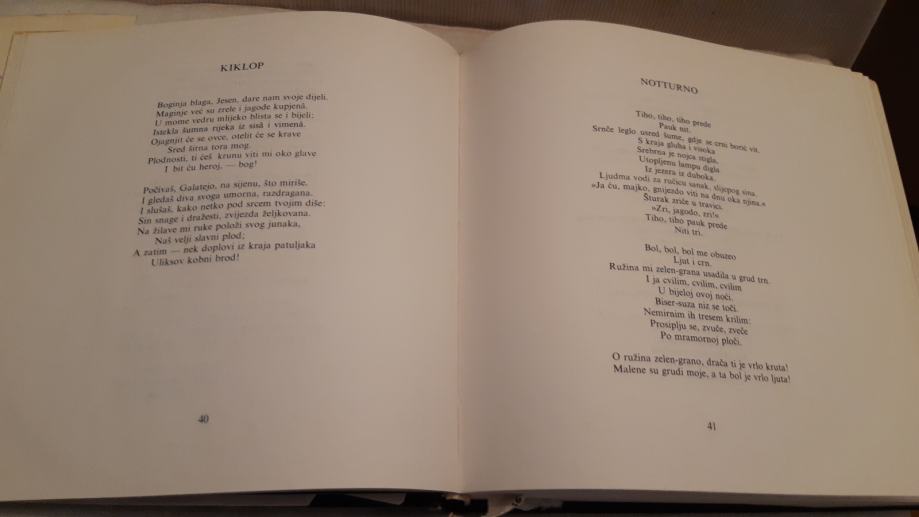 KIKLOP
Boginja blaga, Jesen, dare nam svoje dijeli.
Maginje već su zrele i jagode kupjenâ.
U mome vedru mlijeko blista se i bijeli;
Istekla šumna rijeka iz sisâ i vimenâ.
Ojagnjit će se ovce, otelit će se krave
Sred širna tora mog.
Plodnosti, ti ćeš krunu viti mi oko glave
I bit ću heroj, — bog!
Počivaš, Galatejo, na sijenu, što miriše.
I gledaš diva svoga umorna, razdragana.
I slušaš, kako netko pod srcem tvojim diše:
Sin snage i dražesti, zvijezda željkovana.
Na žilave mi ruke položi svog junaka,
Naš velji slavni plod;
A zatim — nek doplovi iz kraja patuljaka
Uliksov kobni brod!
40
NOTTURNO
Tiho, tiho, tiho prede
Pauk nit.
Srnče leglo usred šume, gdje se crni borić vit.
S kraja gluha i visoka
Srebrna je nojca stigla,
Utopljenu lampu digla
Iz jezera iz duboka.
Ljudma vodi za ručicu sanak, slijepog sina.
»Ja ću, majko, gnijezdo viti na dnu oka njina.«
Šturak zriče u travici.
»Zri, jagodo, zri!«
Tiho, tiho pauk prede
Niti tri.
Bol, bol, bol me obuzeo
Ljut i crn.
Ružina mi zelen-grana usadila u grud trn.
I ja cvilim, cvilim, cvilim
U bijeloj ovoj noći.
Biser-suza niz se toči.
Nemirnim ih tresem krilim:
Prosiplju se, zvuče, zveče
Po mramornoj ploči.
O ružina zelen-grano, drača ti je vrlo kruta!
Malene su grudi moje, a ta bol je vrlo ljuta!
41